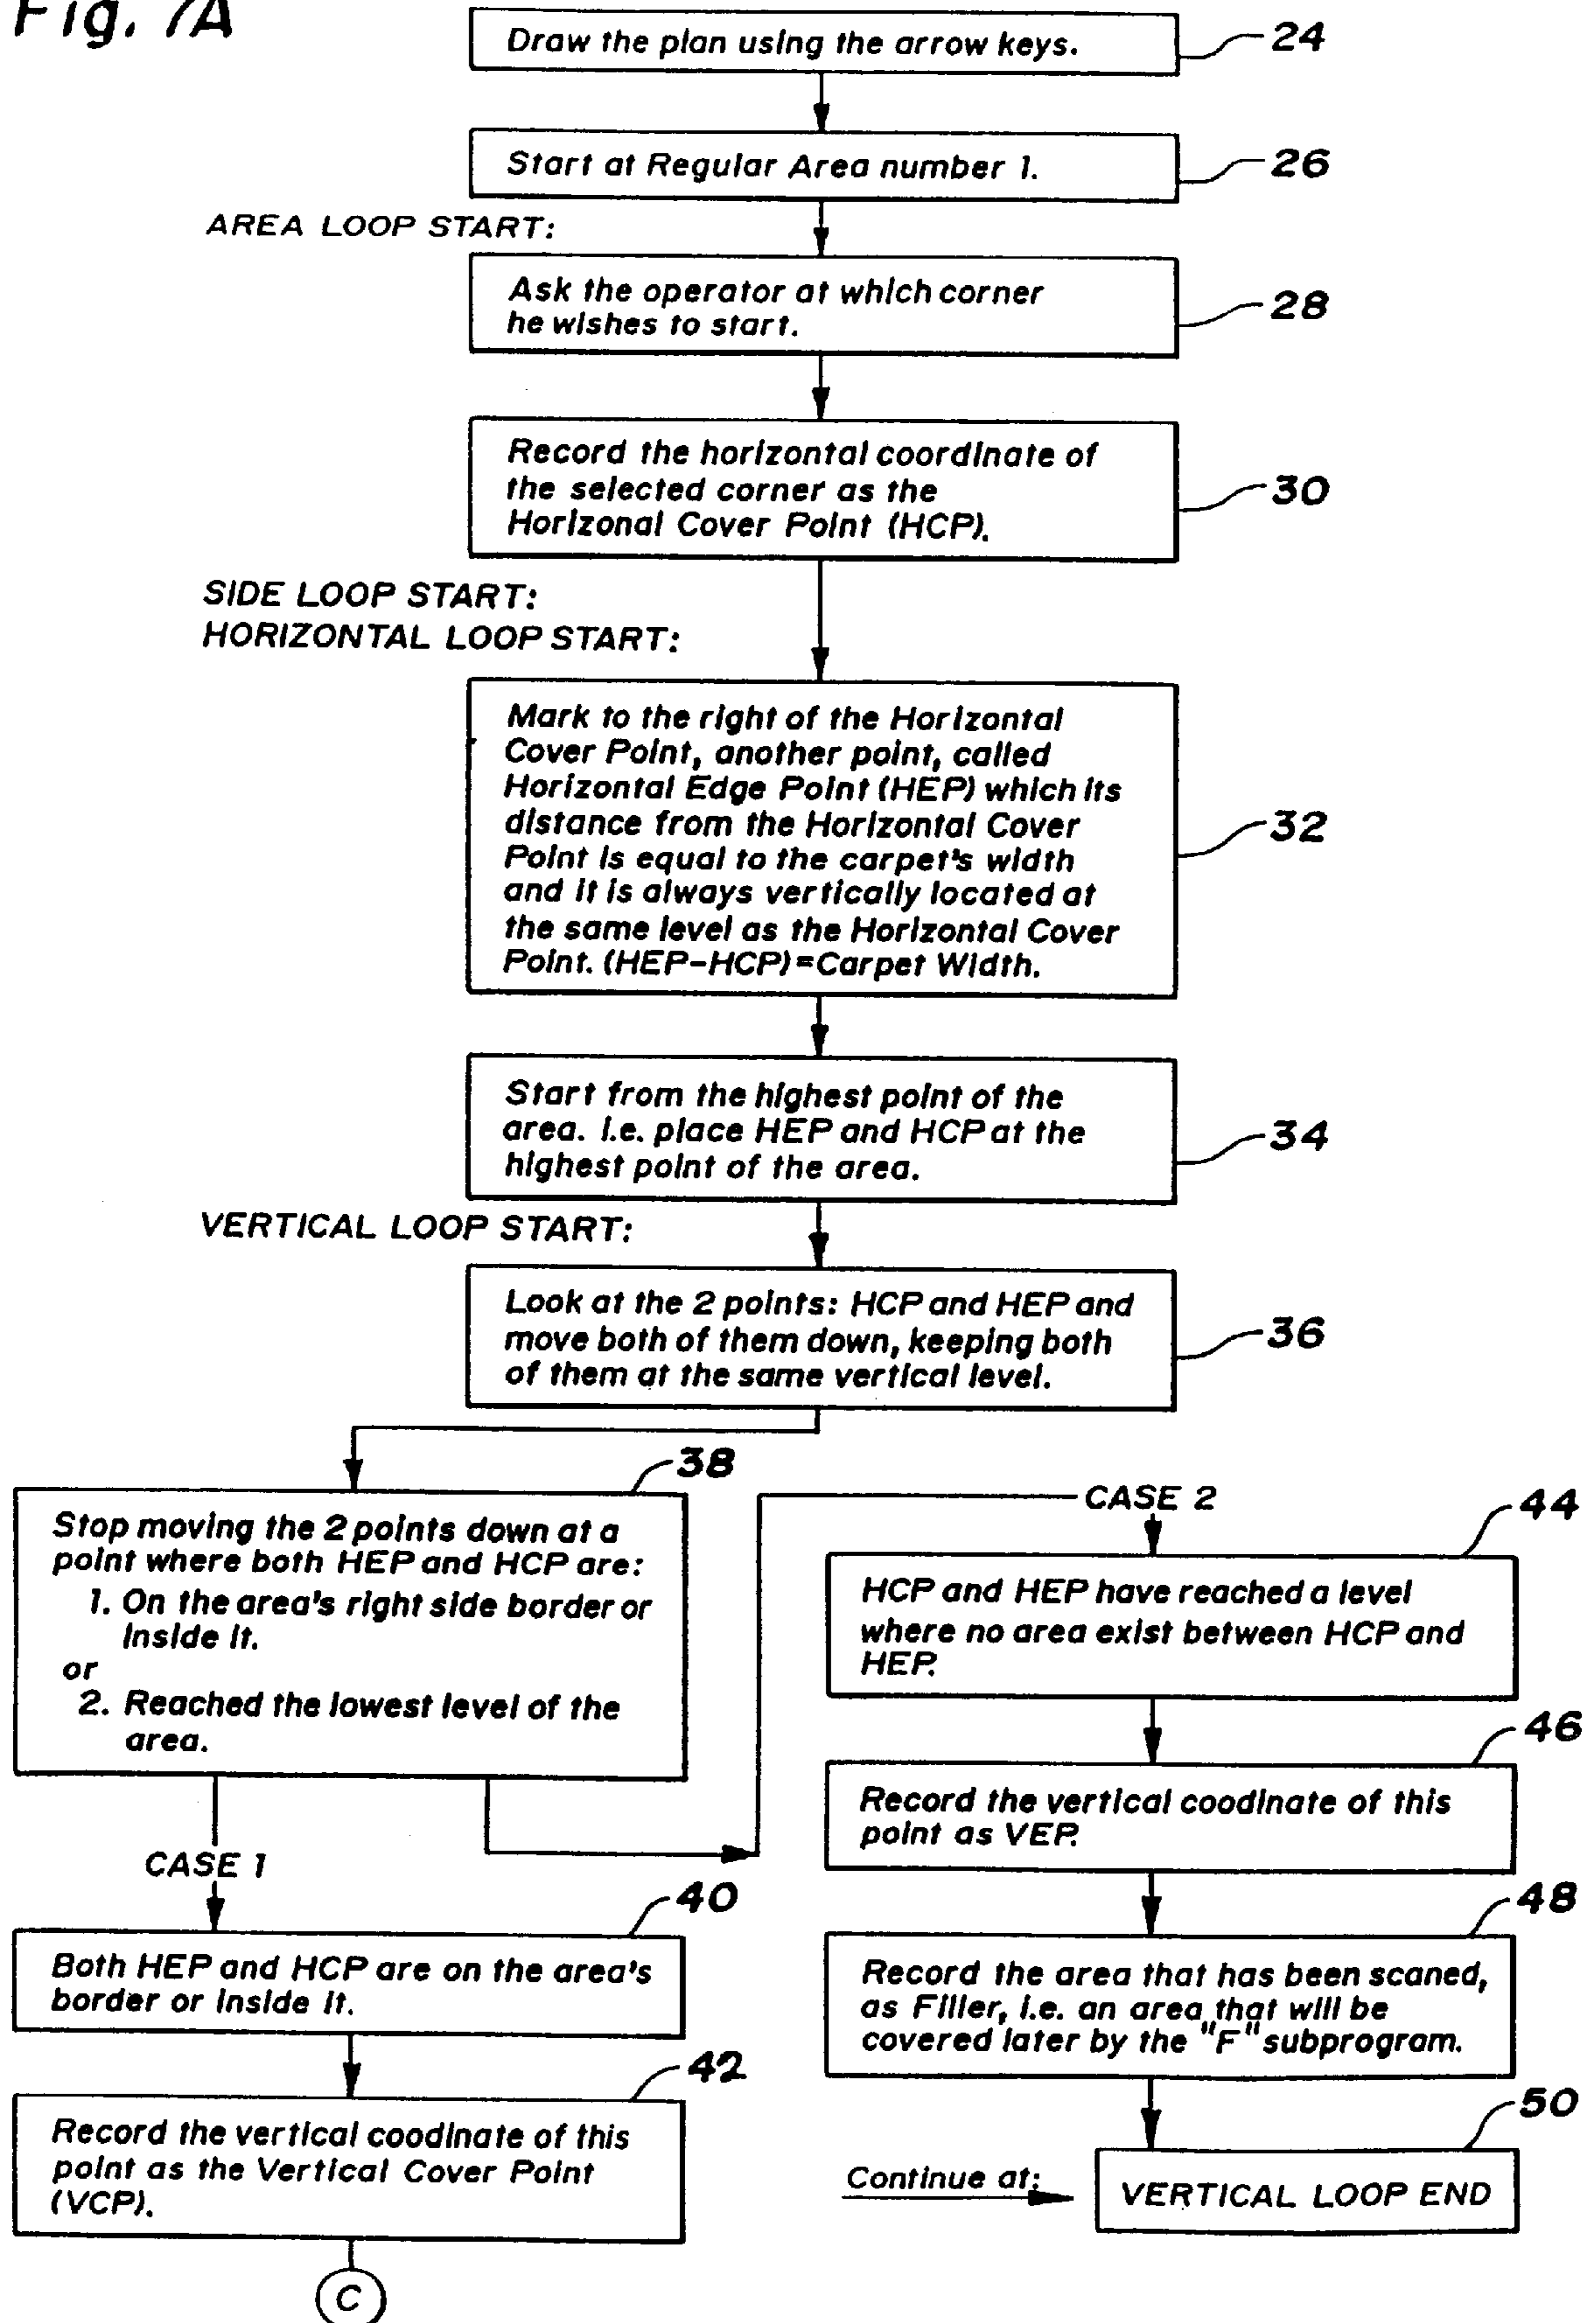 Fig. 7A
Draw the plan using the arrow keys.
24
Start at Regular Area number 1.
26
AREA LOOP START:
Ask the operator at which corner
he wishes to start.
28
Record the horizontal coordinate of
the selected corner as the
Horizonal Cover Point (HCP).
30
SIDE LOOP START:
HORIZONTAL LOOP START:
Mark to the right of the Horizontal
Cover Point, another point, called
Horizontal Edge Point (HEP) which its
distance from the Horizontal Cover
Point is equal to the carpet's width
and it is always vertically located at
the same level as the Horizontal Cover
Point. (HEP-HCP)=Carpet Width.
32
Start from the highest point of the
area. i.e. place HEP and HCP at the
highest point of the area.
34
VERTICAL LOOP START:
Look at the 2 points: HCP and HEP and
move both of them down, keeping both
of them at the same vertical level.
36
38
Stop moving the 2 points down at a
point where both HEP and HCP are:
1. On the area's right side border or
inside it.
or
2. Reached the lowest level of the
area.
CASE 1
40
Both HEP and HCP are on the area's
border or inside it.
42
Record the vertical coodinate of this
point as the Vertical Cover Point
(VCP).
C
CASE 2
44
HCP and HEP have reached a level
where no area exist between HCP and
HEP.
46
Record the vertical coodinate of this
point as VEP.
48
Record the area that has been scaned,
as Filler, i.e. an area that will be
covered later by the "F" subprogram.
50
Continue at:
VERTICAL LOOP END